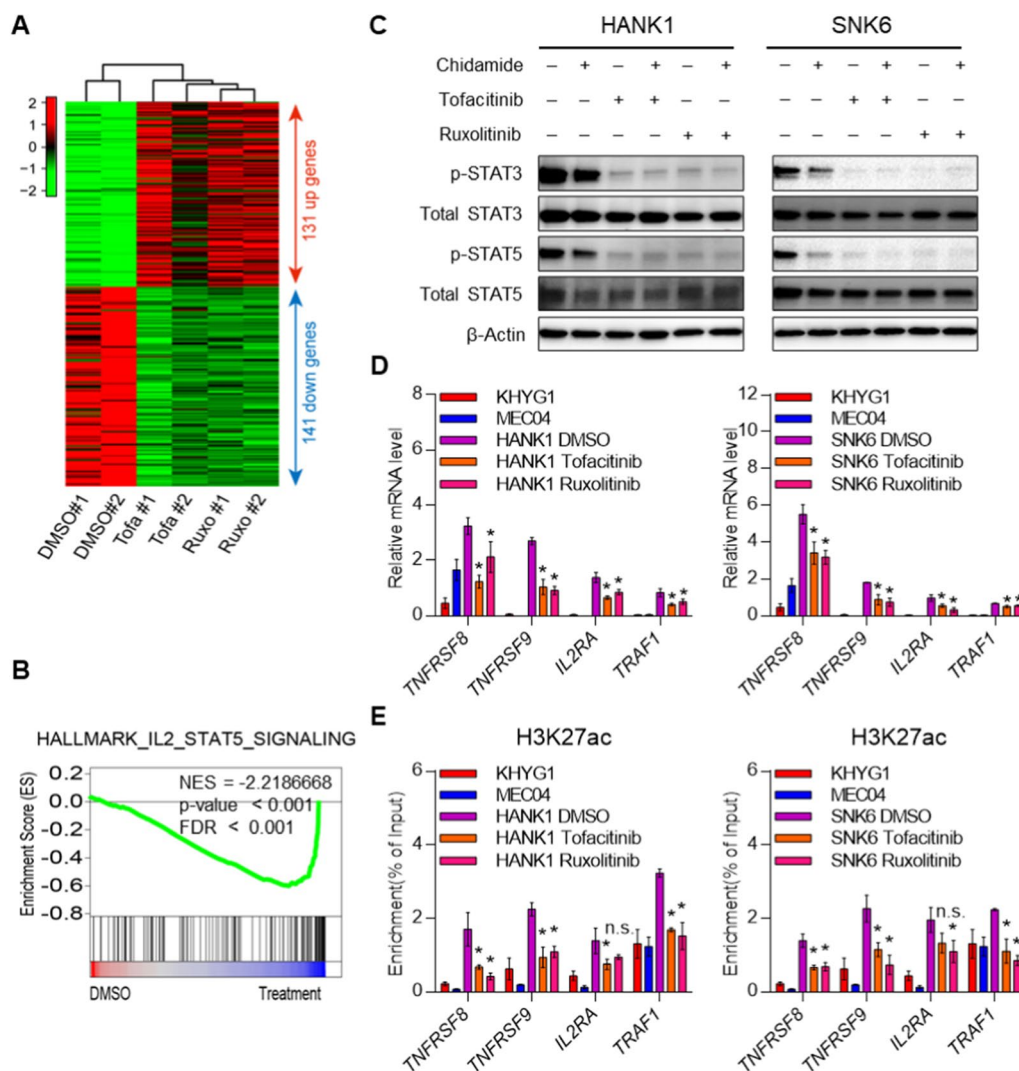 A
2
1
0
−1
−2
131 up genes
141 down genes
DMSO#1
DMSO#2
Tofa #1
Tofa #2
Ruxo #1
Ruxo #2
B
HALLMARK_IL2_STAT5_SIGNALING
Enrichment Score (ES)
0.2
0.0
-0.2
-0.4
-0.6
-0.8
NES = -2.2186668
p-value < 0.001
FDR < 0.001
DMSO Treatment
C
HANK1 SNK6
Chidamide − + − + − + − + − + − +
Tofacitinib − − + + − − − − + + − −
Ruxolitinib − − − − + + − − − − + +
p-STAT3
Total STAT3
p-STAT5
Total STAT5
β-Actin
D
Relative mRNA level
8
6
4
2
0
KHYG1
MEC04
HANK1 DMSO
HANK1 Tofacitinib
HANK1 Ruxolitinib
* * * * * * * *
TNFRSF8
TNFRSF9
IL2RA
TRAF1
Relative mRNA level
12
10
8
6
4
2
0
KHYG1
MEC04
SNK6 DMSO
SNK6 Tofacitinib
SNK6 Ruxolitinib
* * * * * * * *
TNFRSF8
TNFRSF9
IL2RA
TRAF1
E
H3K27ac
Enrichment(% of Input)
6
4
2
0
KHYG1
MEC04
HANK1 DMSO
HANK1 Tofacitinib
HANK1 Ruxolitinib
* * * * * n.s. * *
TNFRSF8
TNFRSF9
IL2RA
TRAF1
H3K27ac
Enrichment(% of Input)
6
4
2
0
KHYG1
MEC04
SNK6 DMSO
SNK6 Tofacitinib
SNK6 Ruxolitinib
* * * * n.s. * * *
TNFRSF8
TNFRSF9
IL2RA
TRAF1